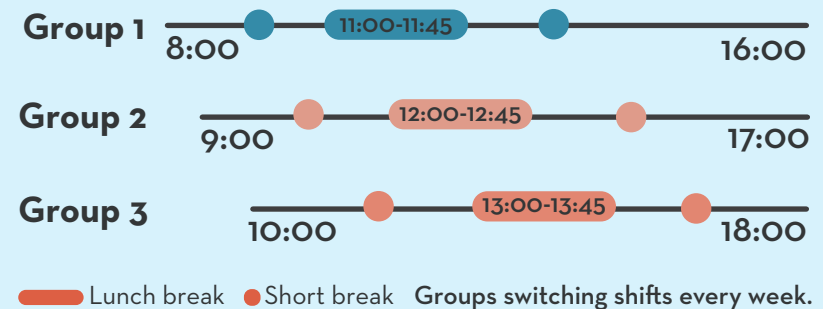 Group 1
11:00-11:45
8:00
16:00
Group 2
12:00-12:45
9:00
17:00
Group 3
13:00-13:45
10:00
18:00
Lunch break Short break Groups switching shifts every week.